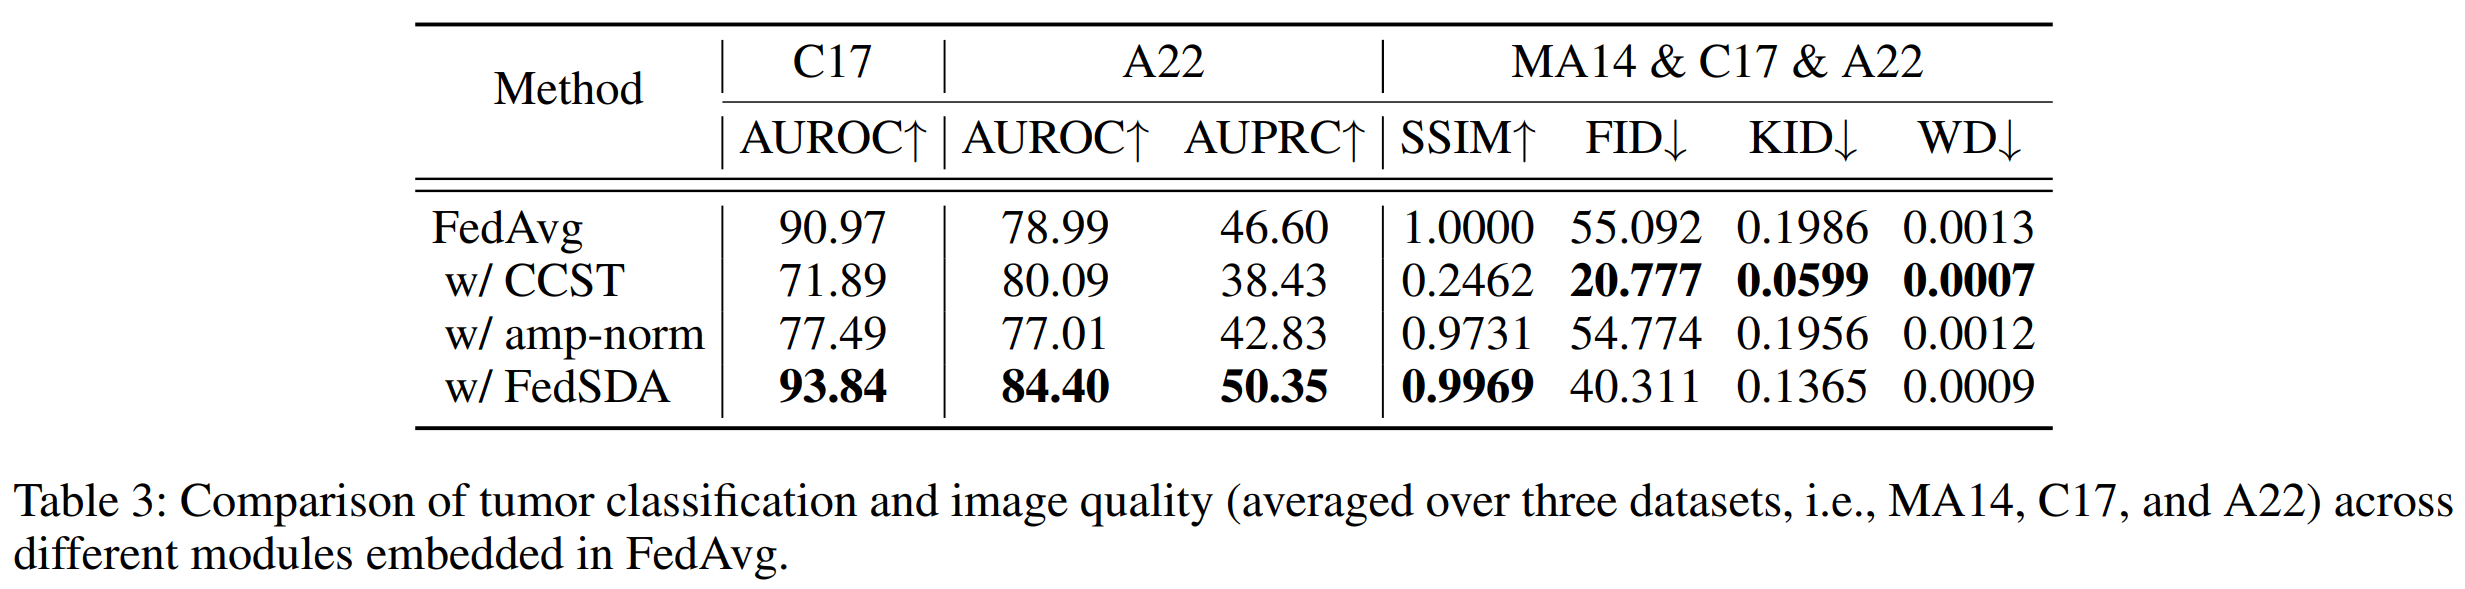 Method C17 A22 MA14 & C17 & A22
AUROC↑ AUROC↑ AUPRC↑ SSIM↑ FID↓ KID↓ WD↓
FedAvg 90.97 78.99 46.60 1.0000 55.092 0.1986 0.0013
w/ CCST 71.89 80.09 38.43 0.2462 20.777 0.0599 0.0007
w/ amp-norm 77.49 77.01 42.83 0.9731 54.774 0.1956 0.0012
w/ FedSDA 93.84 84.40 50.35 0.9969 40.311 0.1365 0.0009
Table 3: Comparison of tumor classification and image quality (averaged over three datasets, i.e., MA14, C17, and A22) across
different modules embedded in FedAvg.